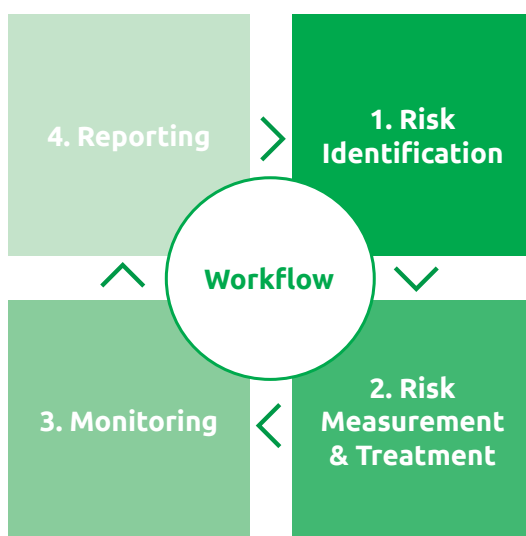 4. Reporting
1. Risk
Identification
Workflow
3. Monitoring
2. Risk
Measurement
& Treatment